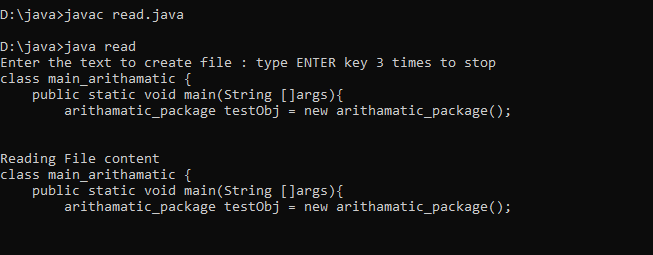 D:\java>javac read.java
D:\java>java read
Enter the text to create file : type ENTER key 3 times to stop
class main_arithamatic {
    public static void main(String []args){
        arithamatic_package testObj = new arithamatic_package();
Reading File content
class main_arithamatic {
    public static void main(String []args){
        arithamatic_package testObj = new arithamatic_package();